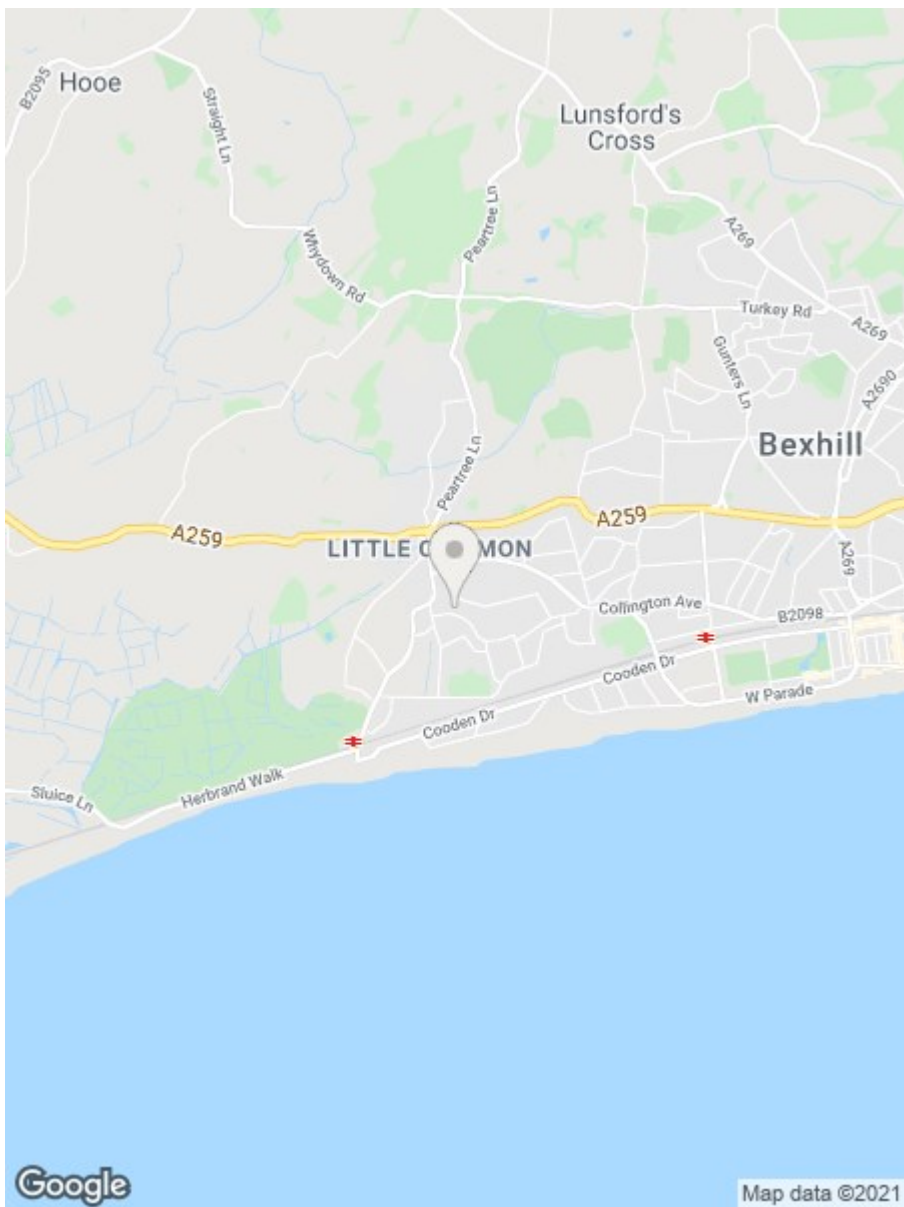 Hooe
B2095
Straight Ln
Lunsford's
Cross
Peartree Ln
A269
Whydown Rd
Turkey Rd
A269
Gunters Ln
A2690
Bexhill
Peartree Ln
A259
A259
LITTLE C MMON
A269
Collington Ave
B2098
Cooden Dr
W Parade
Cooden Dr
Herbrand Walk
Sluice Ln
Google
Map data ©2021